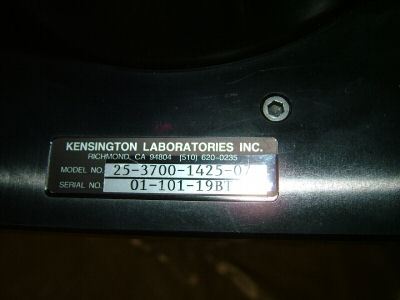 KENSINGTON LABORATORIES INC.
RICHMOND, CA 94804 (510) 620-0235
MODEL NO. 25-3700-1425-07
SERIAL NO. 01-101-19BT